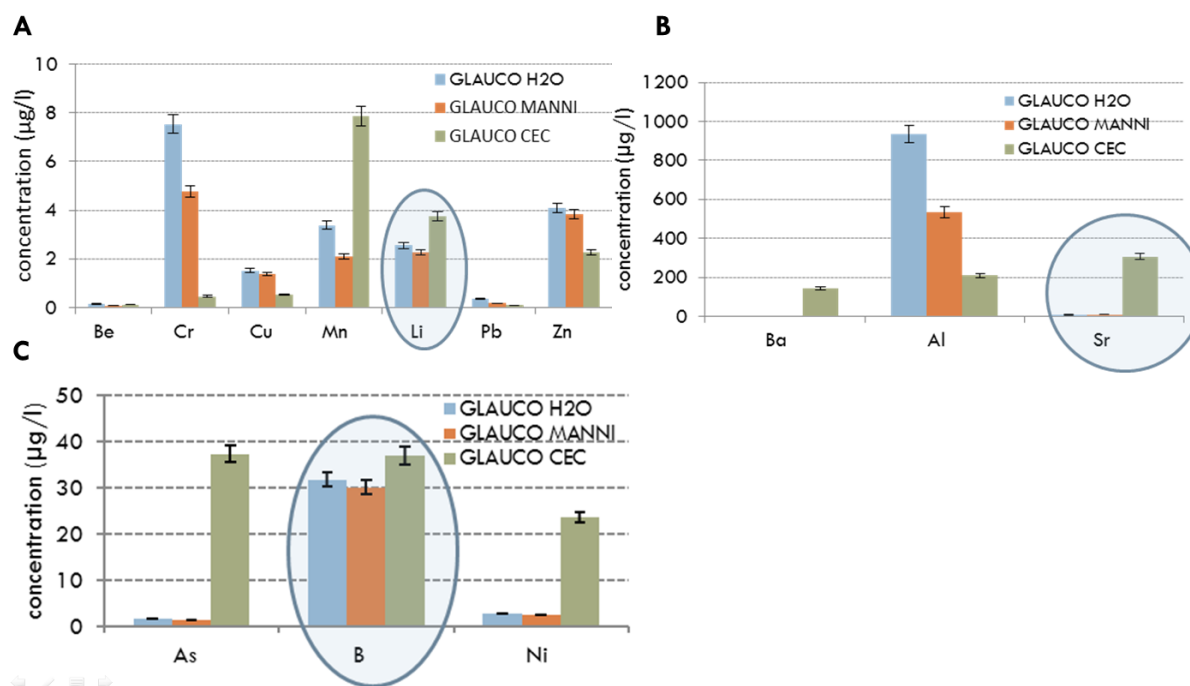 A
concentration (µg/l)
10
8
6
4
2
0
GLAUCO H2O
GLAUCO MANNI
GLAUCO CEC
Be Cr Cu Mn Li Pb Zn
B
concentration (µg/l)
1200
1000
800
600
400
200
0
GLAUCO H2O
GLAUCO MANNI
GLAUCO CEC
Ba Al Sr
C
concentration (µg/l)
50
40
30
20
10
0
GLAUCO H2O
GLAUCO MANNI
GLAUCO CEC
As B Ni